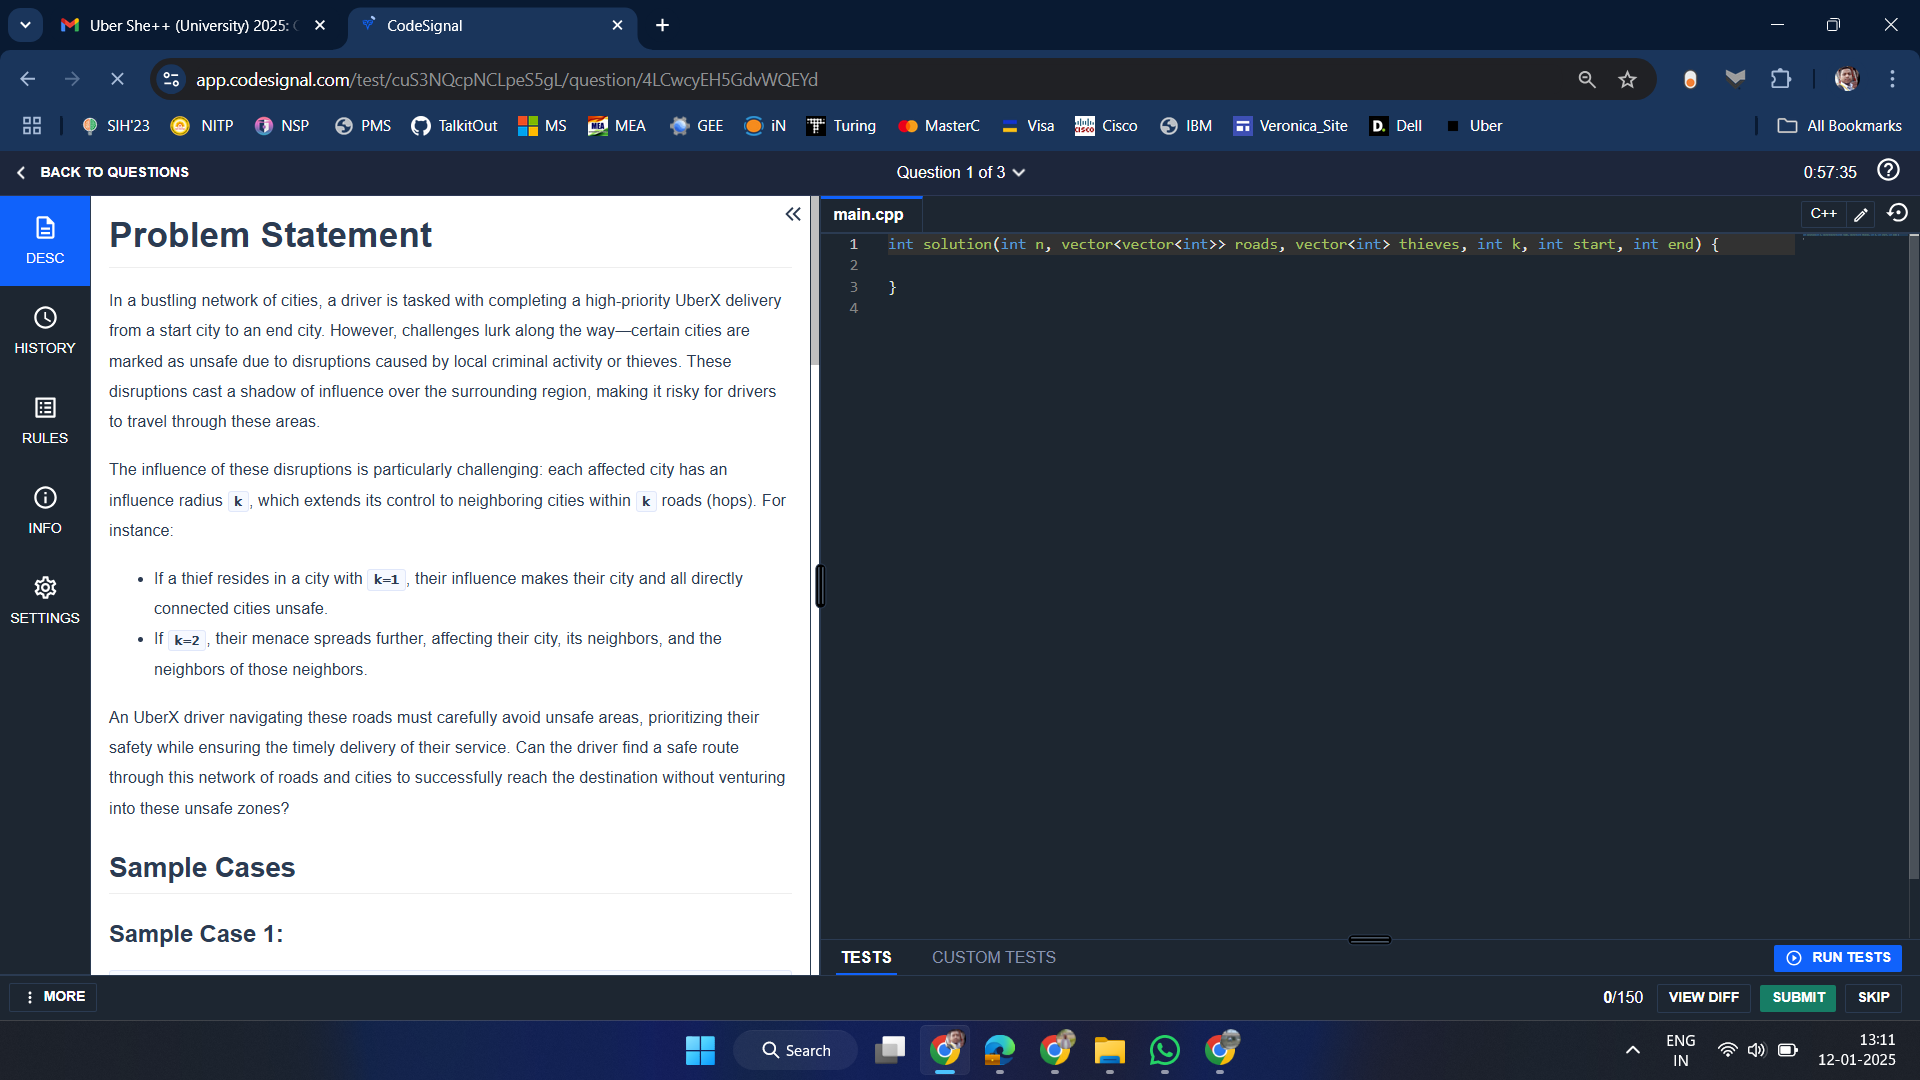 Uber She++ (University) 2025: C
CodeSignal
app.codesignal.com/test/cuS3NQcpNCLpeS5gL/question/4LCwcyEH5GdvWQEYd
SIH'23
NITP
NSP
PMS
TalkitOut
MS
MEA
GEE
iN
Turing
MasterC
Visa
Cisco
IBM
Veronica_Site
Dell
Uber
All Bookmarks
BACK TO QUESTIONS
Question 1 of 3
0:57:35
DESC
HISTORY
RULES
INFO
SETTINGS
Problem Statement
In a bustling network of cities, a driver is tasked with completing a high-priority UberX delivery
from a start city to an end city. However, challenges lurk along the way—certain cities are
marked as unsafe due to disruptions caused by local criminal activity or thieves. These
disruptions cast a shadow of influence over the surrounding region, making it risky for drivers
to travel through these areas.
The influence of these disruptions is particularly challenging: each affected city has an
influence radius k, which extends its control to neighboring cities within k roads (hops). For
instance:
• If a thief resides in a city with k=1, their influence makes their city and all directly
connected cities unsafe.
• If k=2, their menace spreads further, affecting their city, its neighbors, and the
neighbors of those neighbors.
An UberX driver navigating these roads must carefully avoid unsafe areas, prioritizing their
safety while ensuring the timely delivery of their service. Can the driver find a safe route
through this network of roads and cities to successfully reach the destination without venturing
into these unsafe zones?
Sample Cases
Sample Case 1:
main.cpp
C++
1 int solution(int n, vector<vector<int>> roads, vector<int> thieves, int k, int start, int end) {
2
3 }
4
TESTS
CUSTOM TESTS
RUN TESTS
MORE
0/150
VIEW DIFF
SUBMIT
SKIP
Search
ENG
IN
13:11
12-01-2025